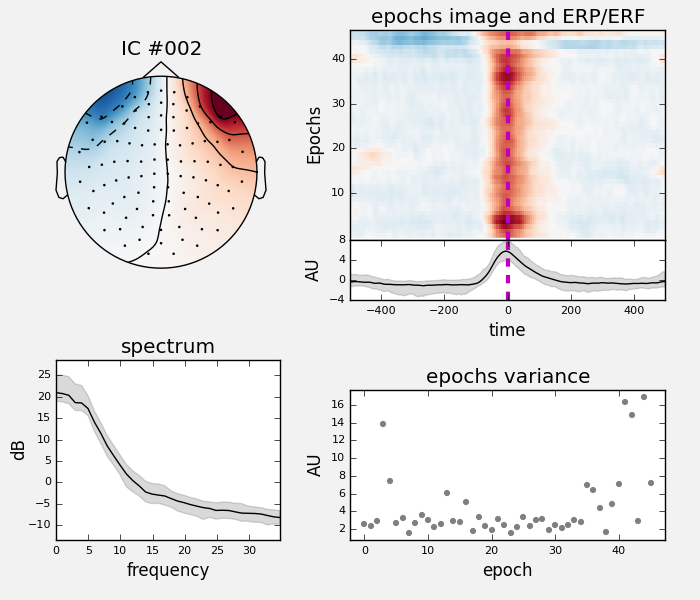 IC #002
epochs image and ERP/ERF
Epochs
40
30
20
10
AU
8
4
0
−4
−400 −200 0 200 400
time
spectrum
dB
25
20
15
10
5
0
−5
−10
0 5 10 15 20 25 30
frequency
epochs variance
AU
16
14
12
10
8
6
4
2
0 10 20 30 40
epoch